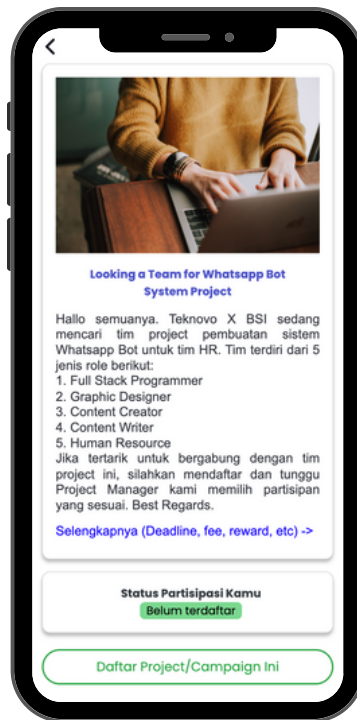 Looking a Team for Whatsapp Bot
System Project
Hallo semuanya. Teknovo X BSI sedang
mencari tim project pembuatan sistem
Whatsapp Bot untuk tim HR. Tim terdiri dari 5
jenis role berikut:
1. Full Stack Programmer
2. Graphic Designer
3. Content Creator
4. Content Writer
5. Human Resource
Jika tertarik untuk bergabung dengan tim
project ini, silahkan mendaftar dan tunggu
Project Manager kami memilih partisipan
yang sesuai. Best Regards.
Selengkapnya (Deadline, fee, reward, etc) ->
Status Partisipasi Kamu
Belum terdaftar
Daftar Project/Campaign Ini